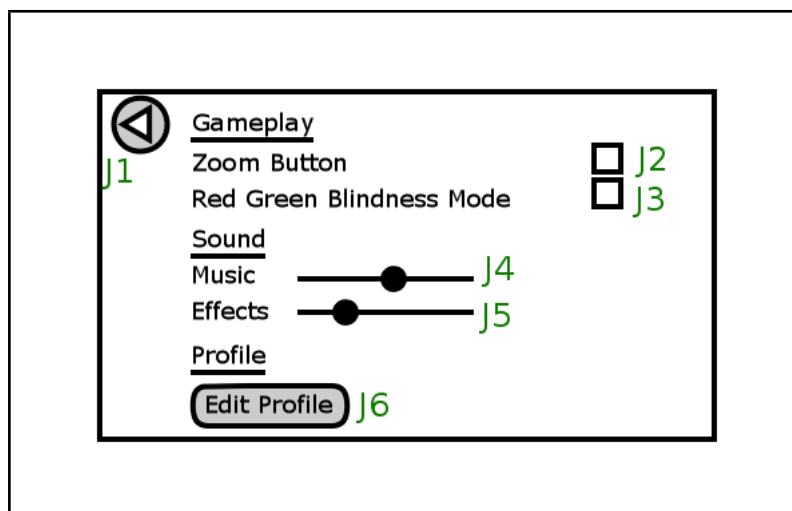 Gameplay
J1
Zoom Button J2
Red Green Blindness Mode J3
Sound
Music J4
Effects J5
Profile
Edit Profile J6